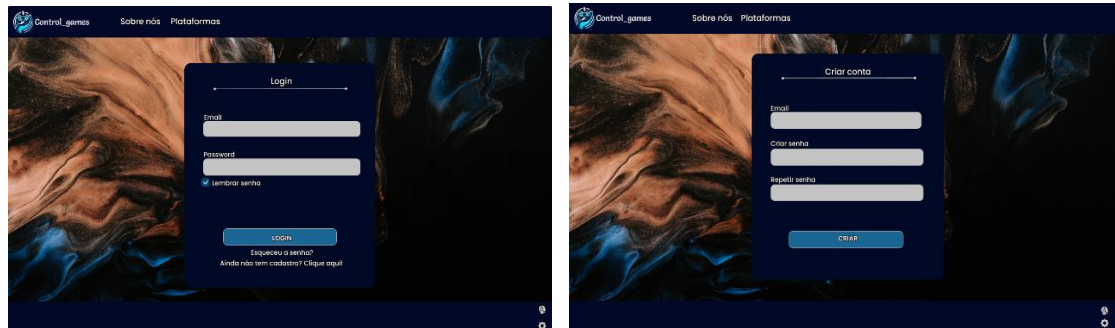 Control_games Sobre nós Plataformas
Login
Email
Password
Lembrar senha
LOGIN
Esqueceu a senha?
Ainda não tem cadastro? Clique aqui!
Control_games Sobre nós Plataformas
Criar conta
Email
Criar senha
Repetir senha
CRIAR